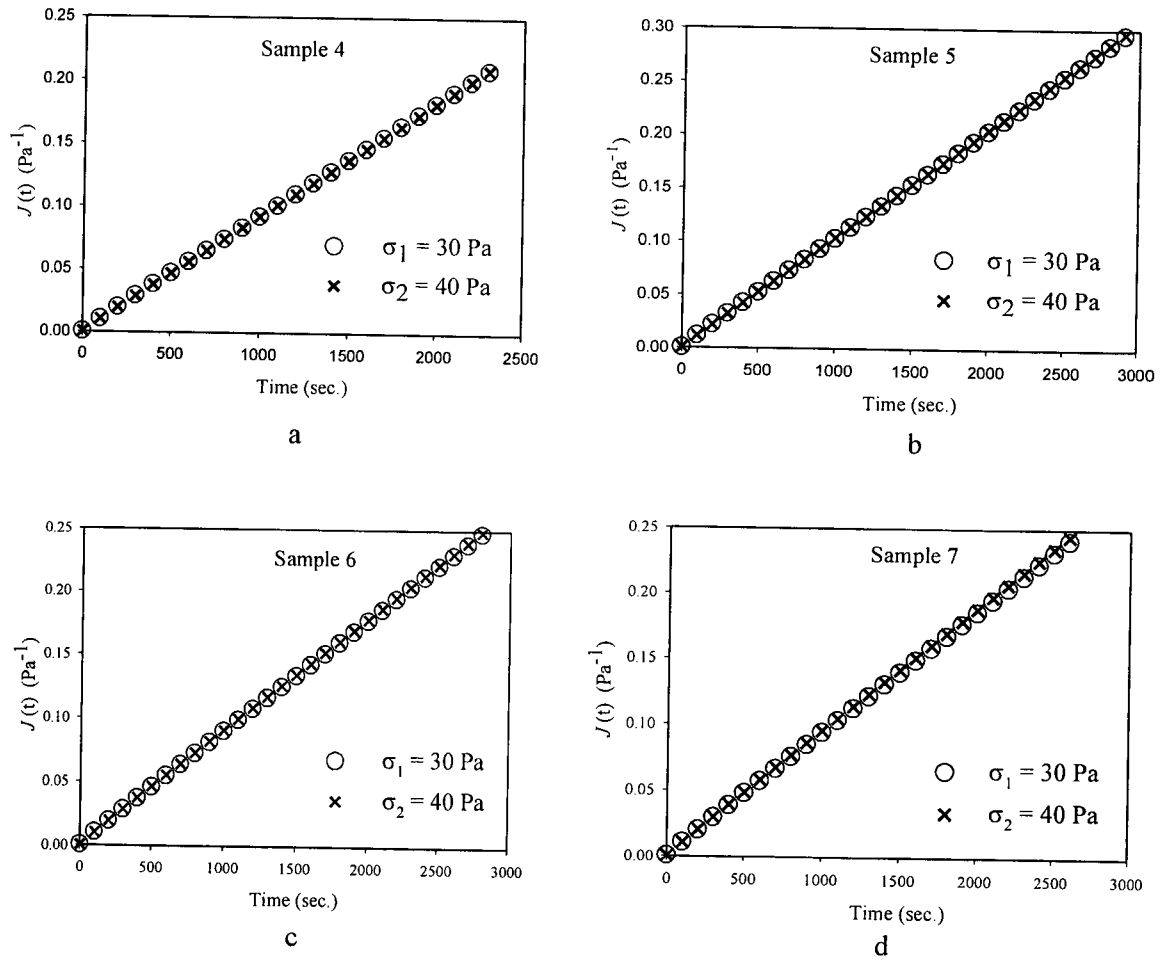 Sample 4
J(t) (Pa⁻¹)
0.25
0.20
0.15
0.10
0.05
0.00
σ₁ = 30 Pa
σ₂ = 40 Pa
0 500 1000 1500 2000 2500
Time (sec.)
a
Sample 5
J(t) (Pa⁻¹)
0.30
0.25
0.20
0.15
0.10
0.05
0.00
σ₁ = 30 Pa
σ₂ = 40 Pa
0 500 1000 1500 2000 2500 3000
Time (sec.)
b
Sample 6
J(t) (Pa⁻¹)
0.25
0.20
0.15
0.10
0.05
0.00
σ₁ = 30 Pa
σ₂ = 40 Pa
0 500 1000 1500 2000 2500 3000
Time (sec.)
c
Sample 7
J(t) (Pa⁻¹)
0.25
0.20
0.15
0.10
0.05
0.00
σ₁ = 30 Pa
σ₂ = 40 Pa
0 500 1000 1500 2000 2500 3000
Time (sec.)
d